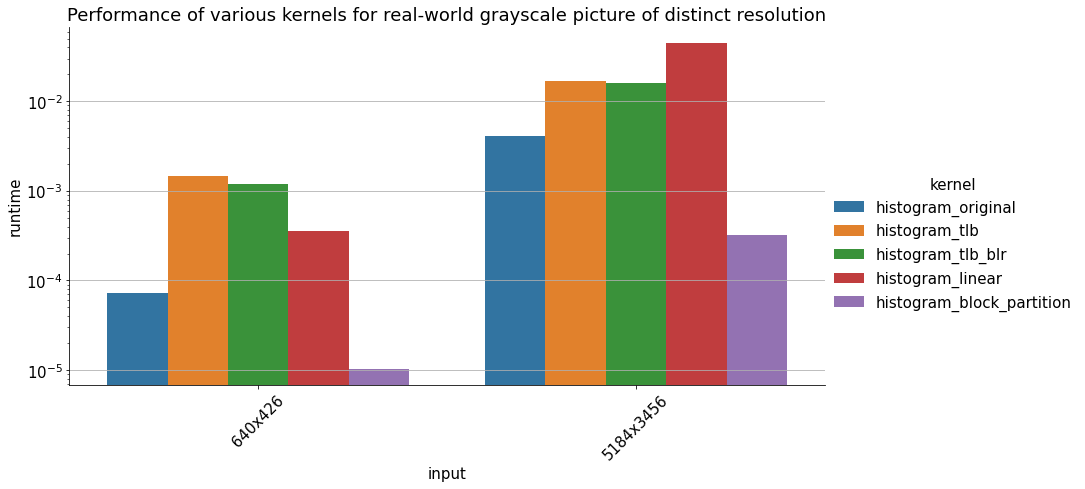 Performance of various kernels for real-world grayscale picture of distinct resolution
runtime
10⁻²
10⁻³
10⁻⁴
10⁻⁵
640x426
5184x3456
input
kernel
histogram_original
histogram_tlb
histogram_tlb_blr
histogram_linear
histogram_block_partition